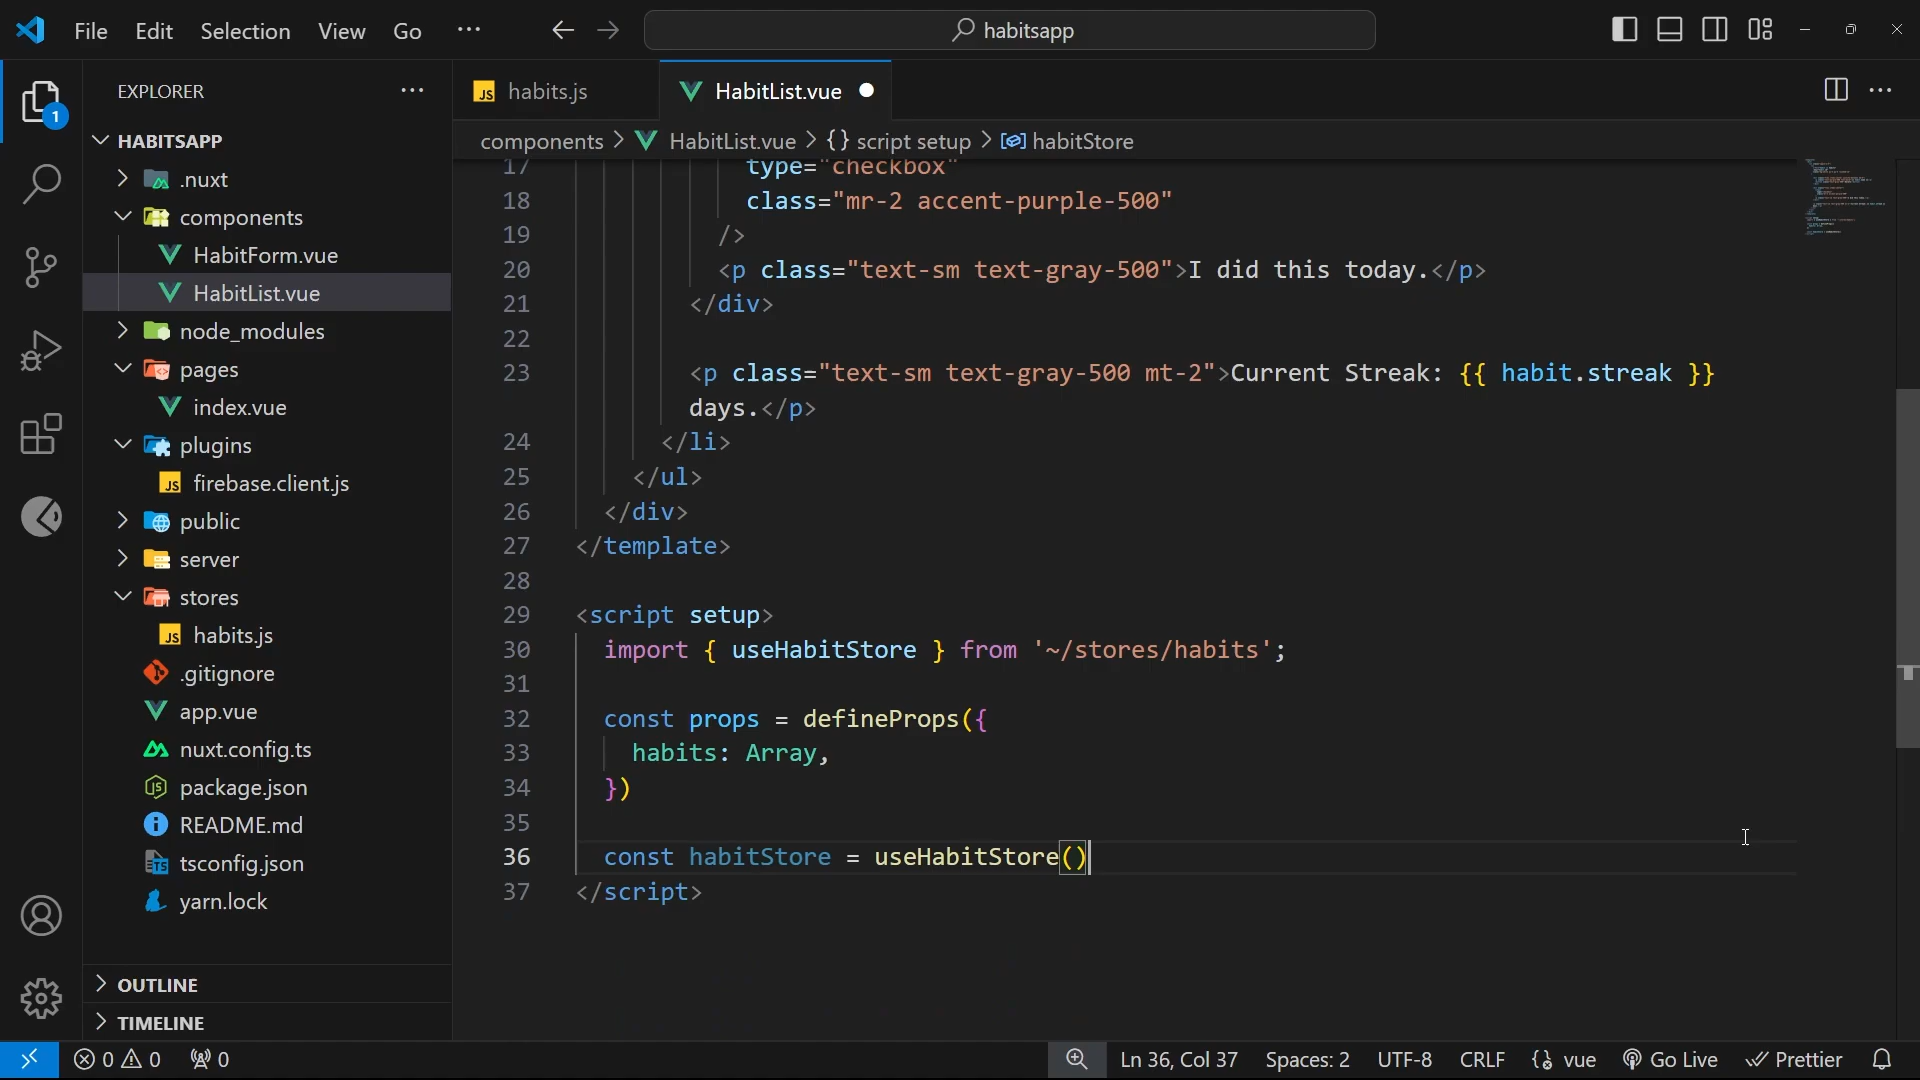 File Edit Selection View Go ···
habitsapp
EXPLORER ···
1
HABITSAPP
.nuxt
components
HabitForm.vue
HabitList.vue
node_modules
pages
index.vue
plugins
JS firebase.client.js
public
server
stores
JS habits.js
.gitignore
app.vue
nuxt.config.ts
package.json
README.md
tsconfig.json
yarn.lock
OUTLINE
TIMELINE
JS habits.js
HabitList.vue
components > HabitList.vue > {} script setup > habitStore
17 type="checkbox"
18 class="mr-2 accent-purple-500"
19 />
20 <p class="text-sm text-gray-500">I did this today.</p>
21 </div>
22
23 <p class="text-sm text-gray-500 mt-2">Current Streak: {{ habit.streak }}
days.</p>
24 </li>
25 </ul>
26 </div>
27 </template>
28
29 <script setup>
30 import { useHabitStore } from '~/stores/habits';
31
32 const props = defineProps({
33 habits: Array,
34 })
35
36 const habitStore = useHabitStore()
37 </script>
0 0 0
Ln 36, Col 37 Spaces: 2 UTF-8 CRLF vue Go Live Prettier